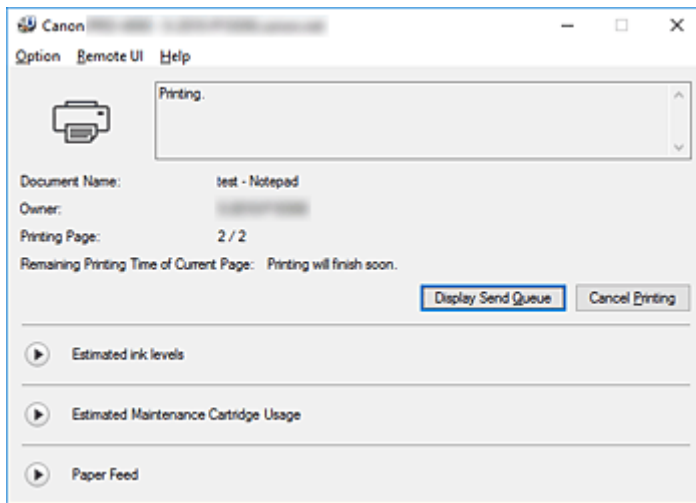 Canon
Option Remote UI Help
Printing.
Document Name: test - Notepad
Owner:
Printing Page: 2 / 2
Remaining Printing Time of Current Page: Printing will finish soon.
Display Send Queue Cancel Printing
Estimated ink levels
Estimated Maintenance Cartridge Usage
Paper Feed